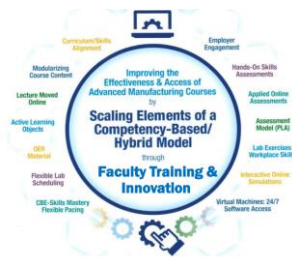 Curriculum/Skills
Alignment
Employer
Engagement
Modularizing
Course Content
Hands-On Skills
Assessments
Lecture Moved
Online
Applied Online
Assessments
Active Learning
Objects
Assessment
Model (PLA)
OER
Material
Lab Exercises
Workplace Skill
Flexible Lab
Scheduling
Interactive Online
Simulations
CBE-Skills Mastery
Flexible Pacing
Virtual Machines: 24/7
Software Access
Improving the
Effectiveness & Access of
Advanced Manufacturing Courses
by
Scaling Elements of a
Competency-Based/
Hybrid Model
through
Faculty Training &
Innovation